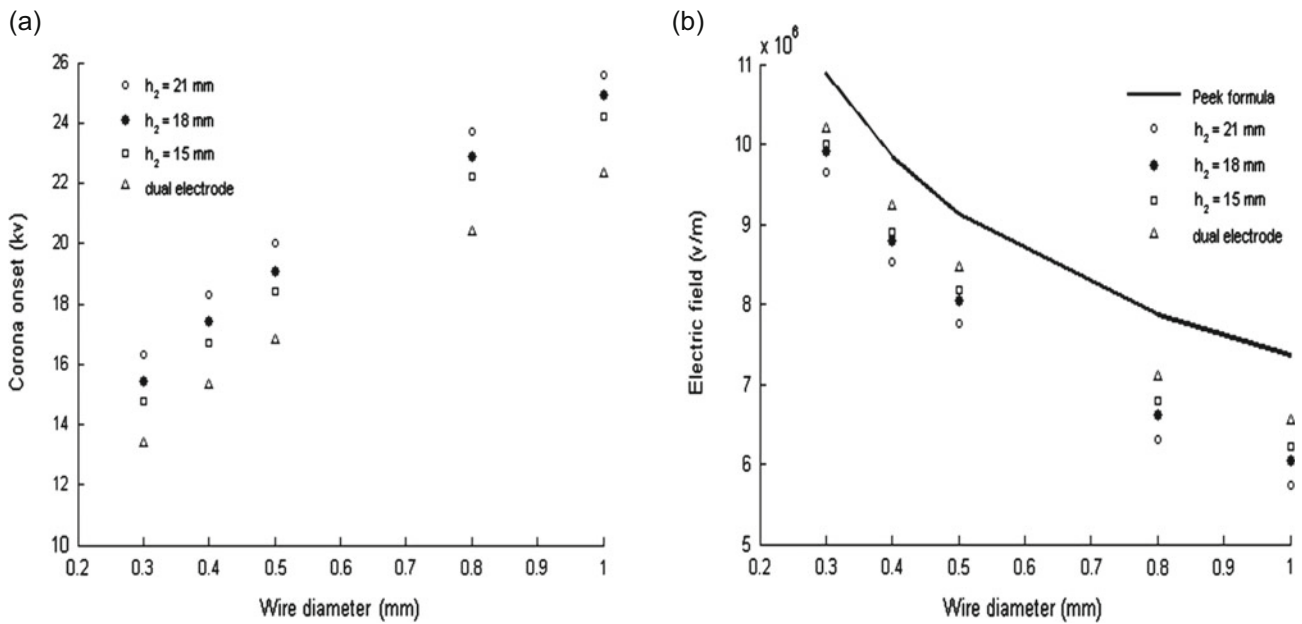 (a)
26
24
22
20
18
16
14
12
10
Corona onset (kv)
h2 = 21 mm
h2 = 18 mm
h2 = 15 mm
dual electrode
0.2 0.3 0.4 0.5 0.6 0.7 0.8 0.9 1
Wire diameter (mm)
(b)
x 10^6
11
10
9
8
7
6
5
Electric field (v/m)
Peek formula
h2 = 21 mm
h2 = 18 mm
h2 = 15 mm
dual electrode
0.2 0.3 0.4 0.5 0.6 0.7 0.8 0.9 1
Wire diameter (mm)